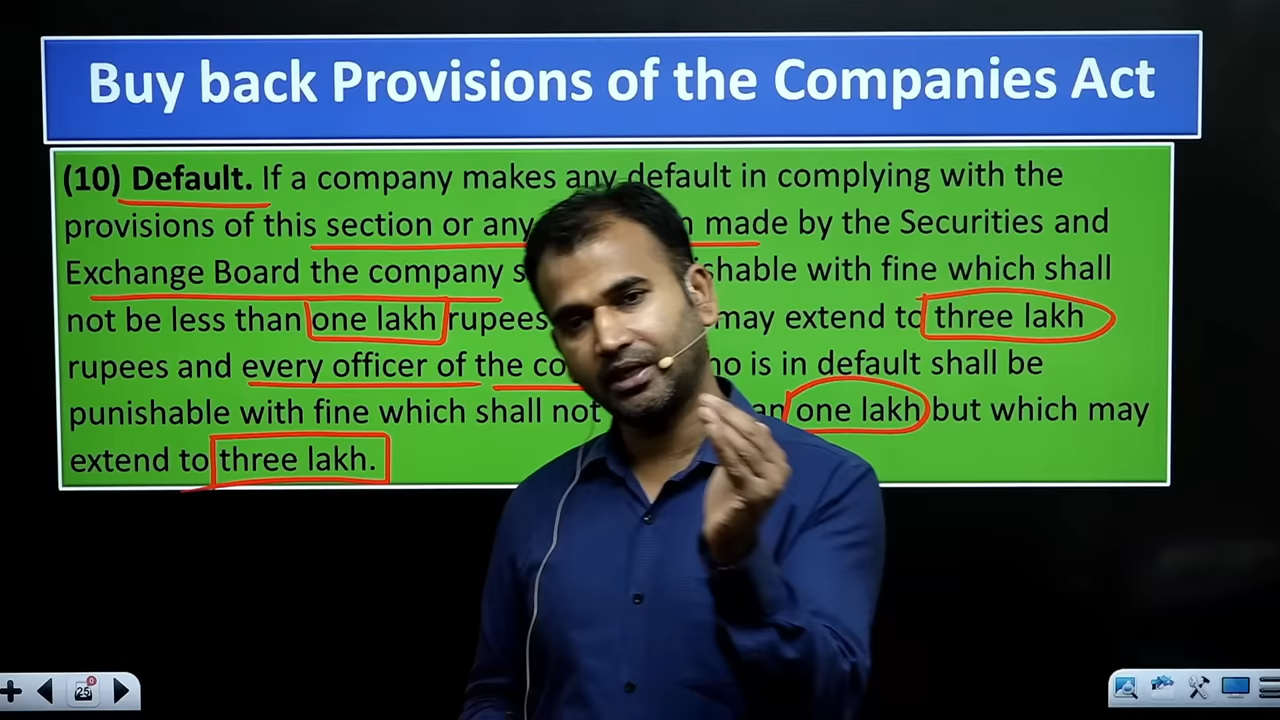 Buy back Provisions of the Companies Act
(10) Default. If a company makes any default in complying with the
provisions of this section or any made by the Securities and
Exchange Board the company with fine which shall
not be less than one lakh rupees may extend to three lakh
rupees and every officer of the is in default shall be
punishable with fine which shall not one lakh but which may
extend to three lakh.
25
0